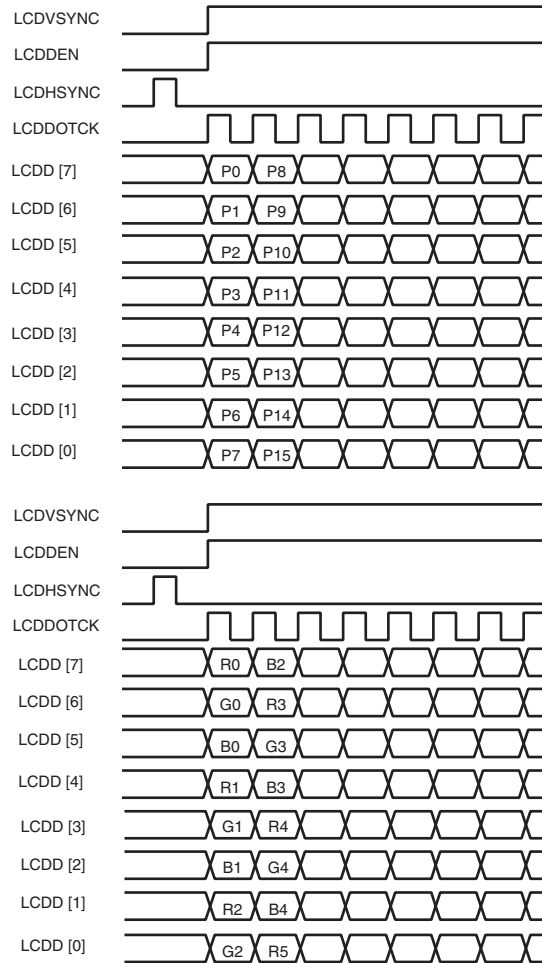 LCDVSYNC
LCDDEN
LCDHSYNC
LCDDOTCK
LCDD [7] P0 P8
LCDD [6] P1 P9
LCDD [5] P2 P10
LCDD [4] P3 P11
LCDD [3] P4 P12
LCDD [2] P5 P13
LCDD [1] P6 P14
LCDD [0] P7 P15
LCDVSYNC
LCDDEN
LCDHSYNC
LCDDOTCK
LCDD [7] R0 B2
LCDD [6] G0 R3
LCDD [5] B0 G3
LCDD [4] R1 B3
LCDD [3] G1 R4
LCDD [2] B1 G4
LCDD [1] R2 B4
LCDD [0] G2 R5